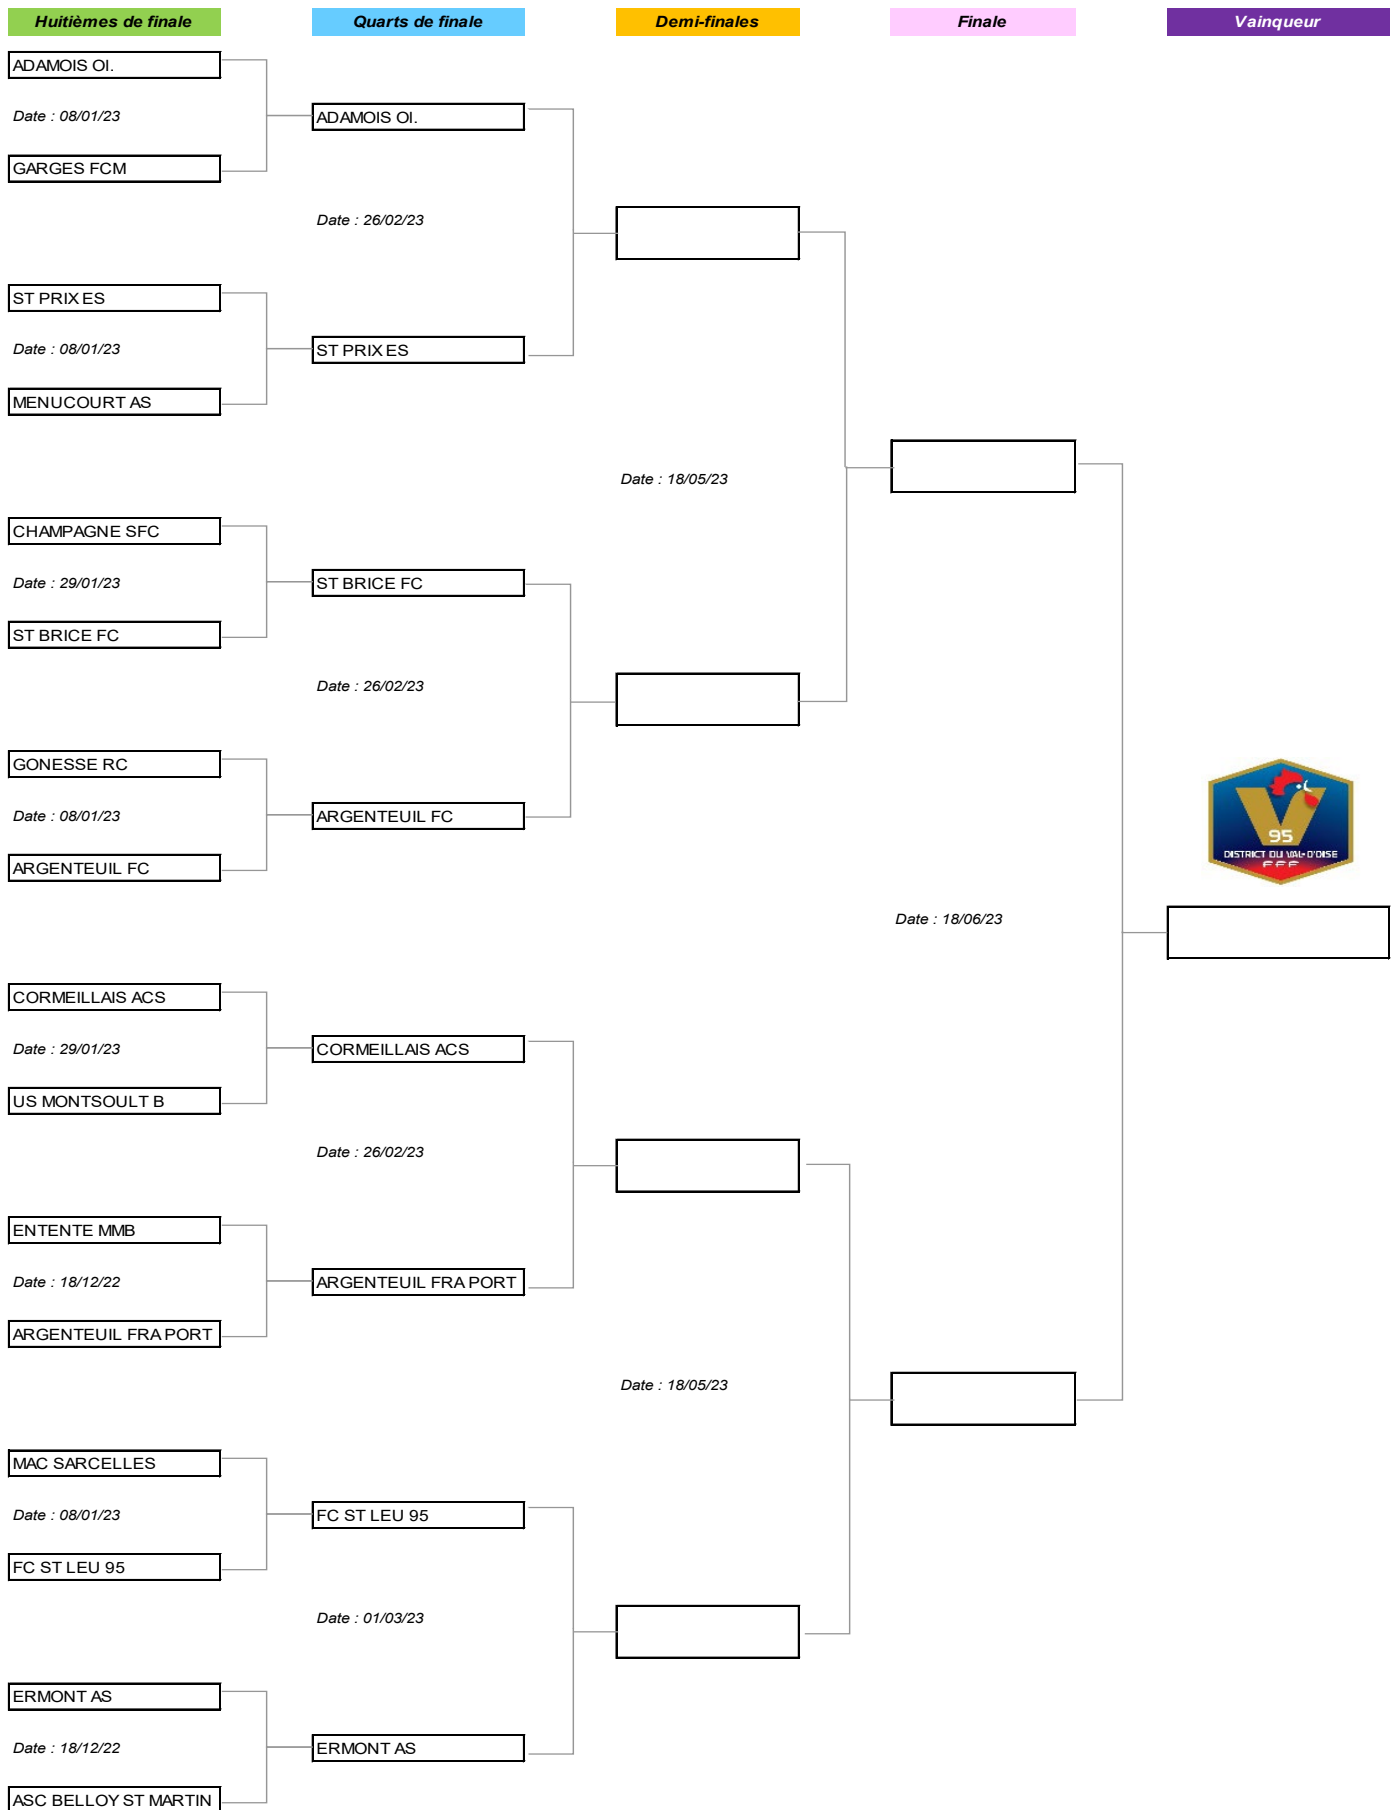 Huitièmes de finale
Quarts de finale
Demi-finales
Finale
Vainqueur
ADAMOIS Ol.
Date : 08/01/23
ADAMOIS Ol.
GARGES FCM
Date : 26/02/23
ST PRIX ES
Date : 08/01/23
ST PRIX ES
MENUCOURT AS
Date : 18/05/23
CHAMPAGNE SFC
Date : 29/01/23
ST BRICE FC
ST BRICE FC
Date : 26/02/23
GONESSE RC
Date : 08/01/23
ARGENTEUIL FC
ARGENTEUIL FC
V
95
DISTRICT DU VAL-D'OISE
FFF
Date : 18/06/23
CORMEILLAIS ACS
Date : 29/01/23
CORMEILLAIS ACS
US MONTSOULT B
Date : 26/02/23
ENTENTE MMB
Date : 18/12/22
ARGENTEUIL FRA PORT
ARGENTEUIL FRA PORT
Date : 18/05/23
MAC SARCELLES
Date : 08/01/23
FC ST LEU 95
FC ST LEU 95
Date : 01/03/23
ERMONT AS
Date : 18/12/22
ERMONT AS
ASC BELLOY ST MARTIN